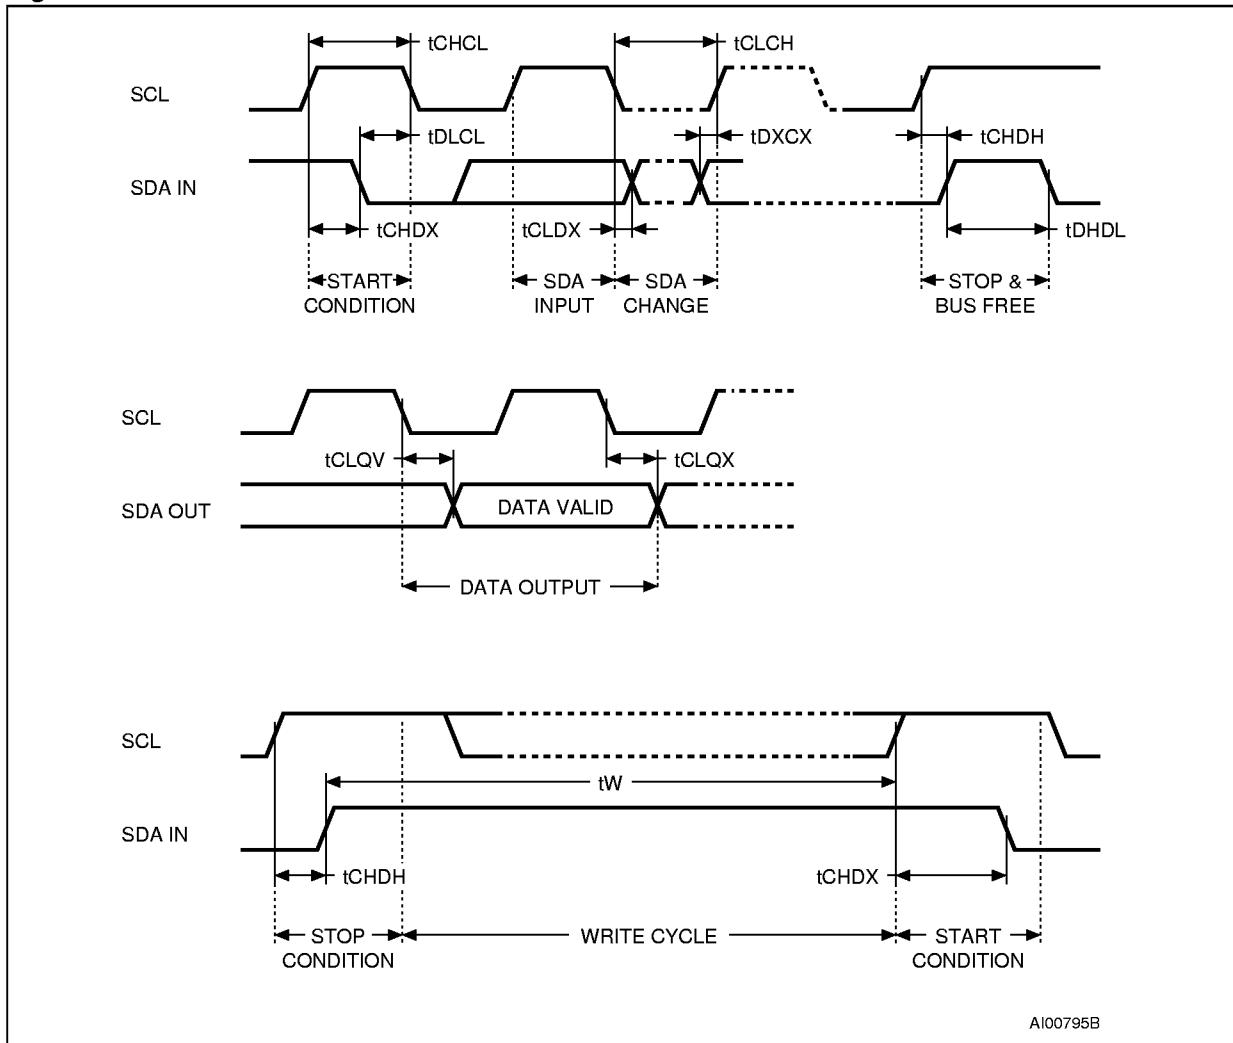 tCHCL
tCLCH
SCL
tDLCL
tDXCX
tCHDH
SDA IN
tCHDX
tCLDX
tDHDL
START
CONDITION
SDA
INPUT
SDA
CHANGE
STOP &
BUS FREE
SCL
tCLQV
tCLQX
SDA OUT
DATA VALID
DATA OUTPUT
SCL
tW
SDA IN
tCHDH
tCHDX
STOP
CONDITION
WRITE CYCLE
START
CONDITION
AI00795B